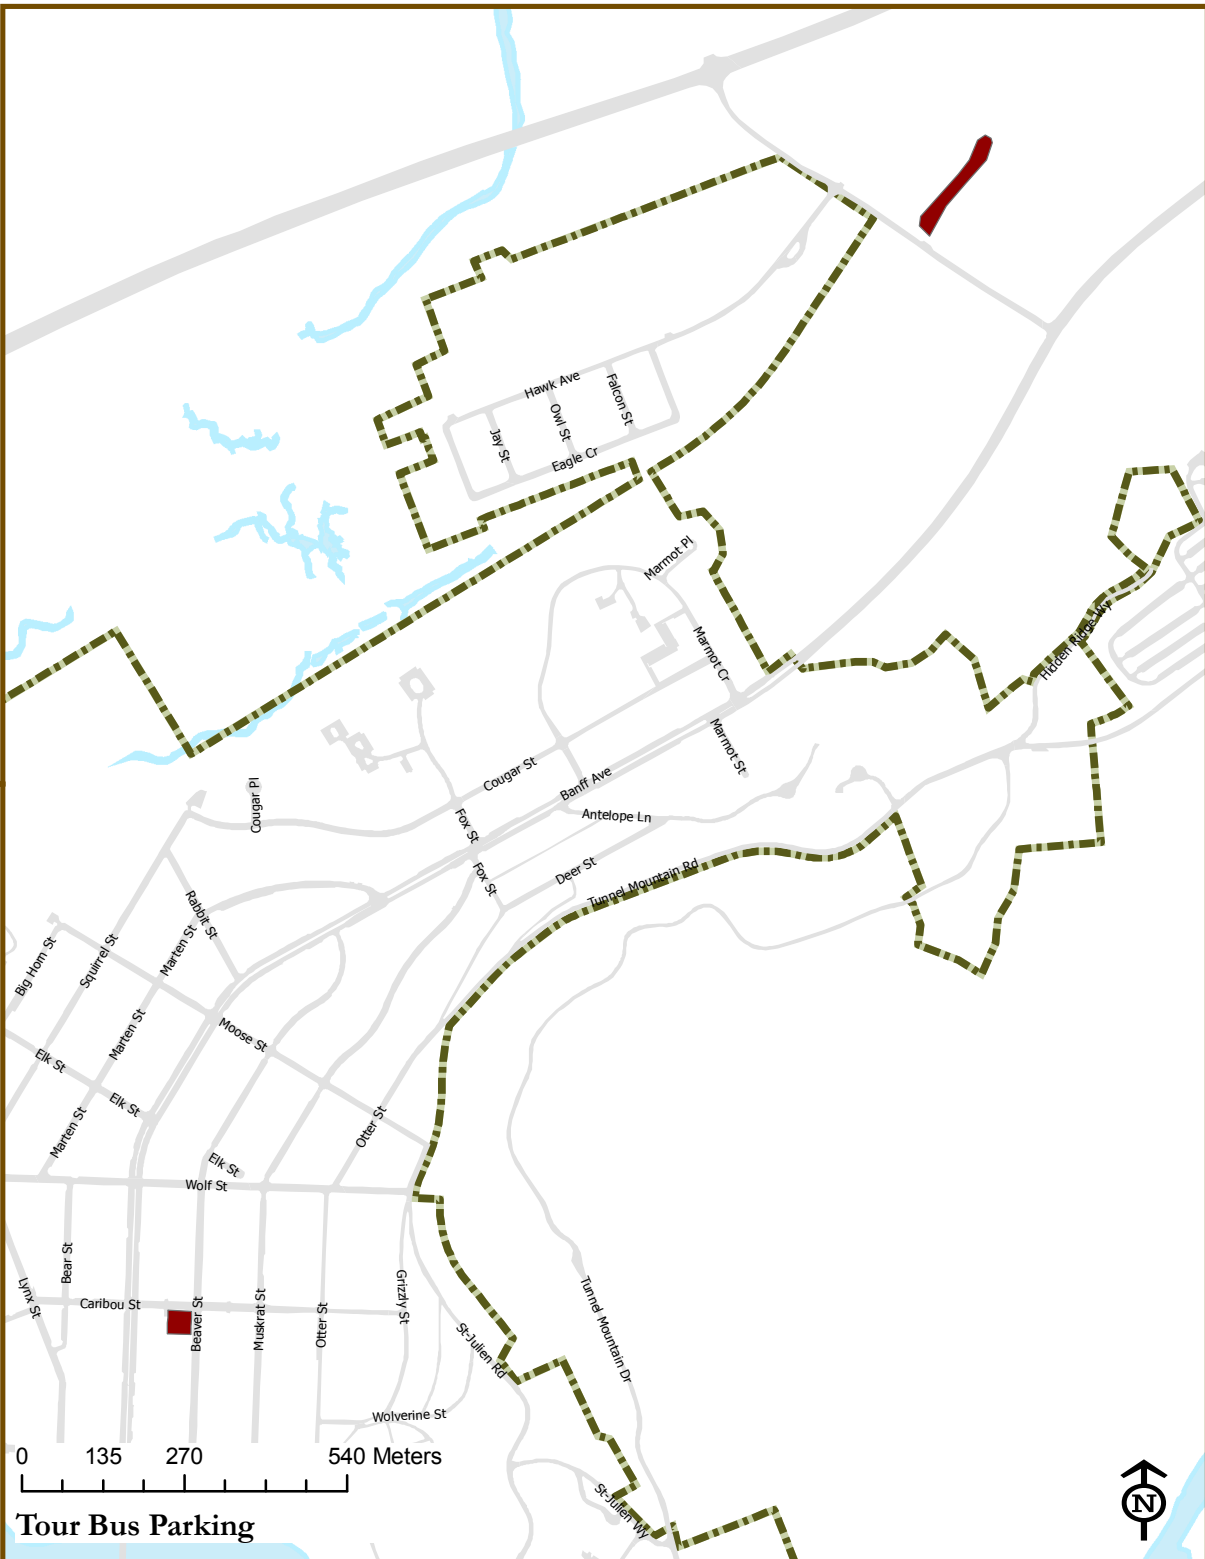 Hawk Ave
Falcon St
Owl St
Jay St
Eagle Cr
Marmot Pl
Hidden Ridge Wy
Marmot Cr
Marmot St
Cougar St
Banff Ave
Cougar Pl
Antelope Ln
Fox St
Fox St
Deer St
Tunnel Mountain Rd
Rabbit St
Marten St
Squirrel St
Big Horn St
Marten St
Moose St
Elk St
Elk St
Marten St
Otter St
Elk St
Wolf St
Bear St
Lynx St
Caribou St
Beaver St
Muskrat St
Otter St
Grizzly St
St-Julien Rd
Tunnel Mountain Dr
Wolverine St
St-Julien Wy
0 135 270 540 Meters
Tour Bus Parking
N